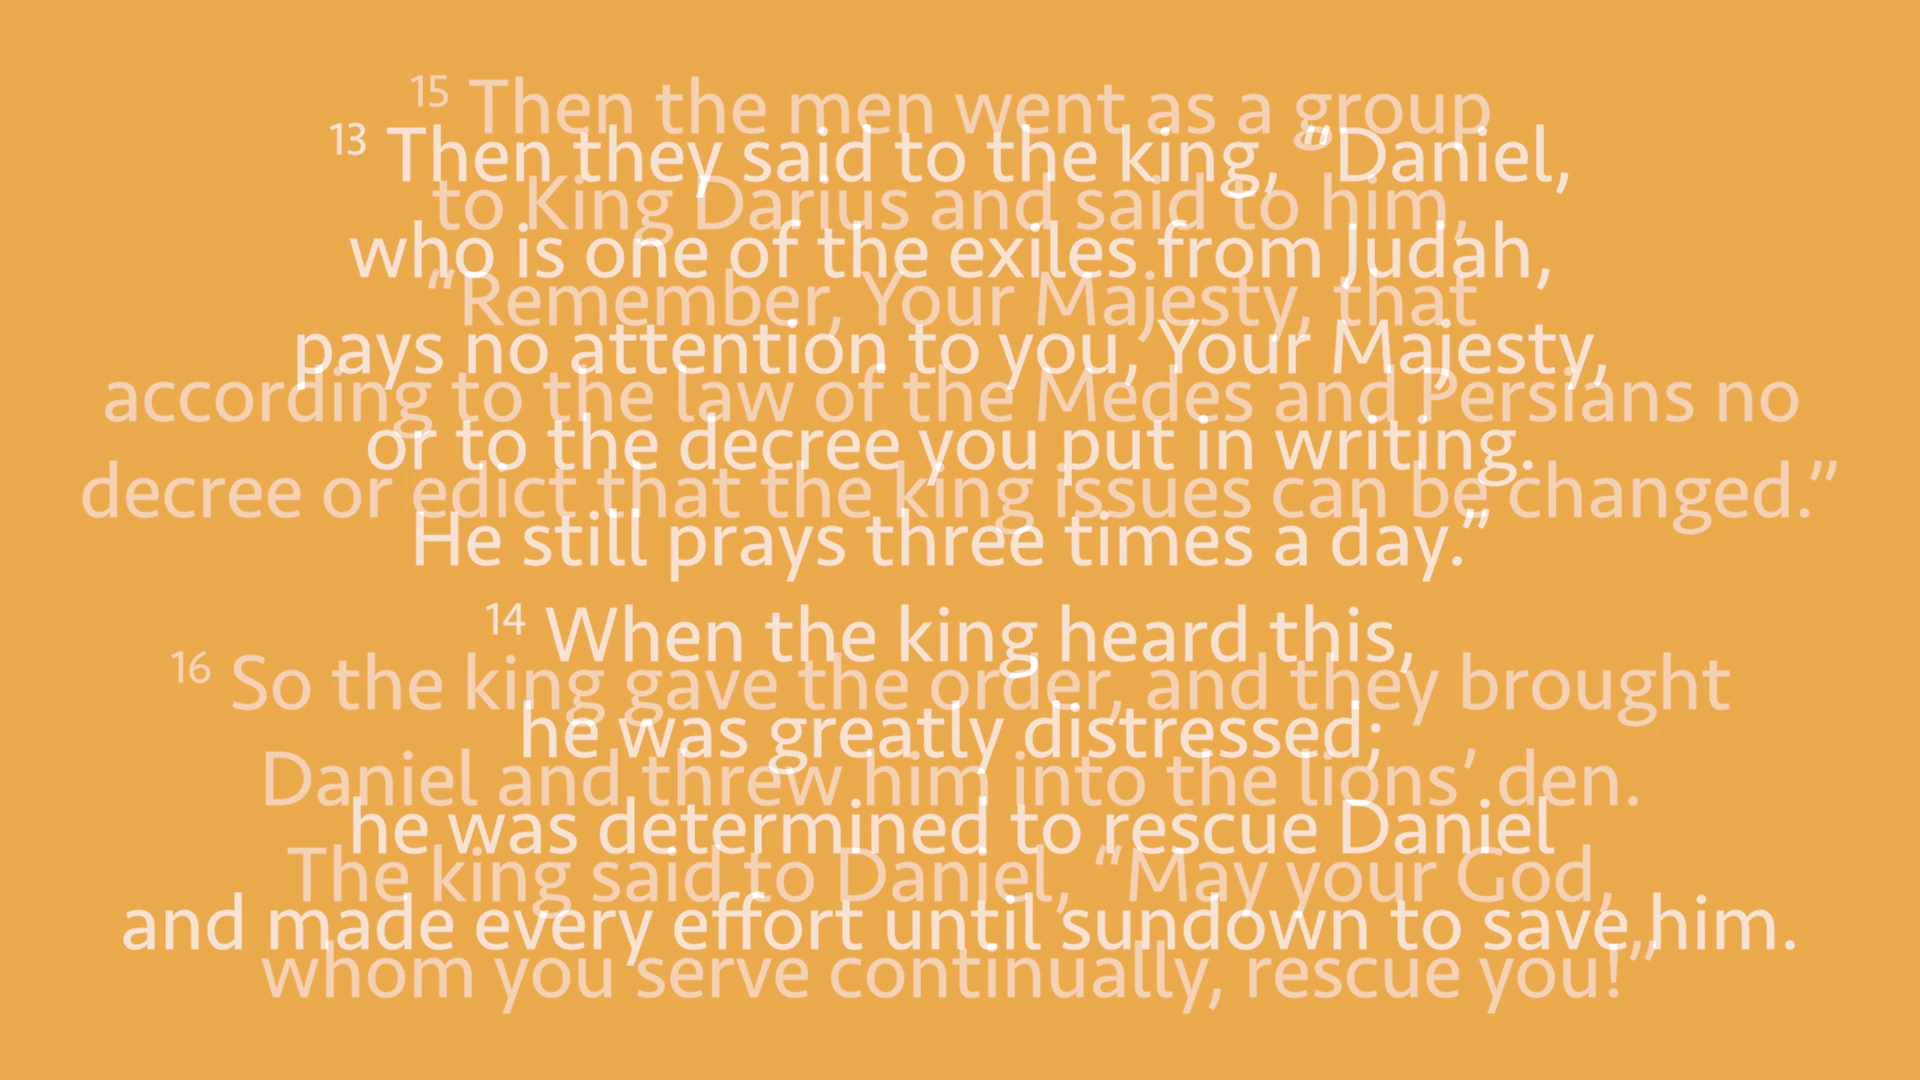 13 Then they said to the king, “Daniel,
who is one of the exiles from Judah,
pays no attention to you, Your Majesty,
or to the decree you put in writing.
He still prays three times a day.”
14 When the king heard this,
he was greatly distressed;
he was determined to rescue Daniel
and made every effort until sundown to save him.
15 Then the men went as a group
to King Darius and said to him,
“Remember, Your Majesty, that
according to the law of the Medes and Persians no
decree or edict that the king issues can be changed.”
16 So the king gave the order, and they brought
Daniel and threw him into the lions’ den.
The king said to Daniel, “May your God,
whom you serve continually, rescue you!”